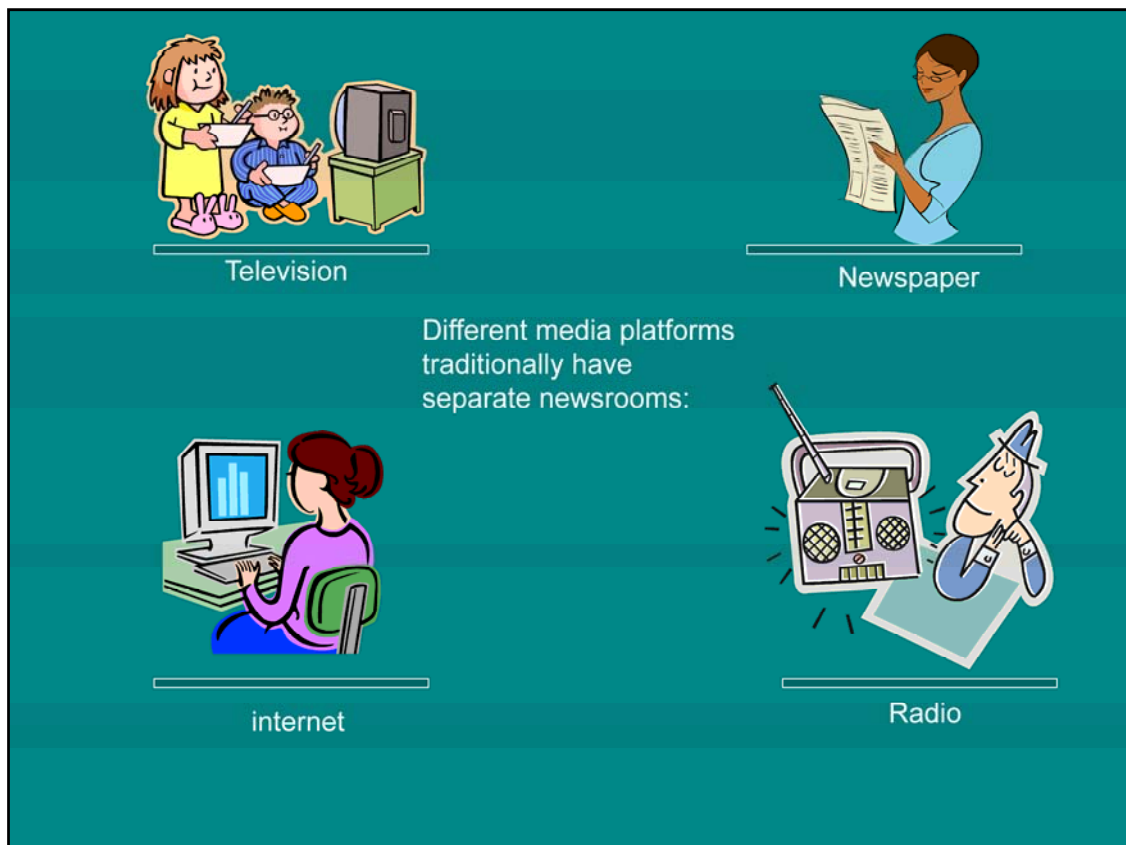 Television
Newspaper
Different media platforms
traditionally have
separate newsrooms:
internet
Radio